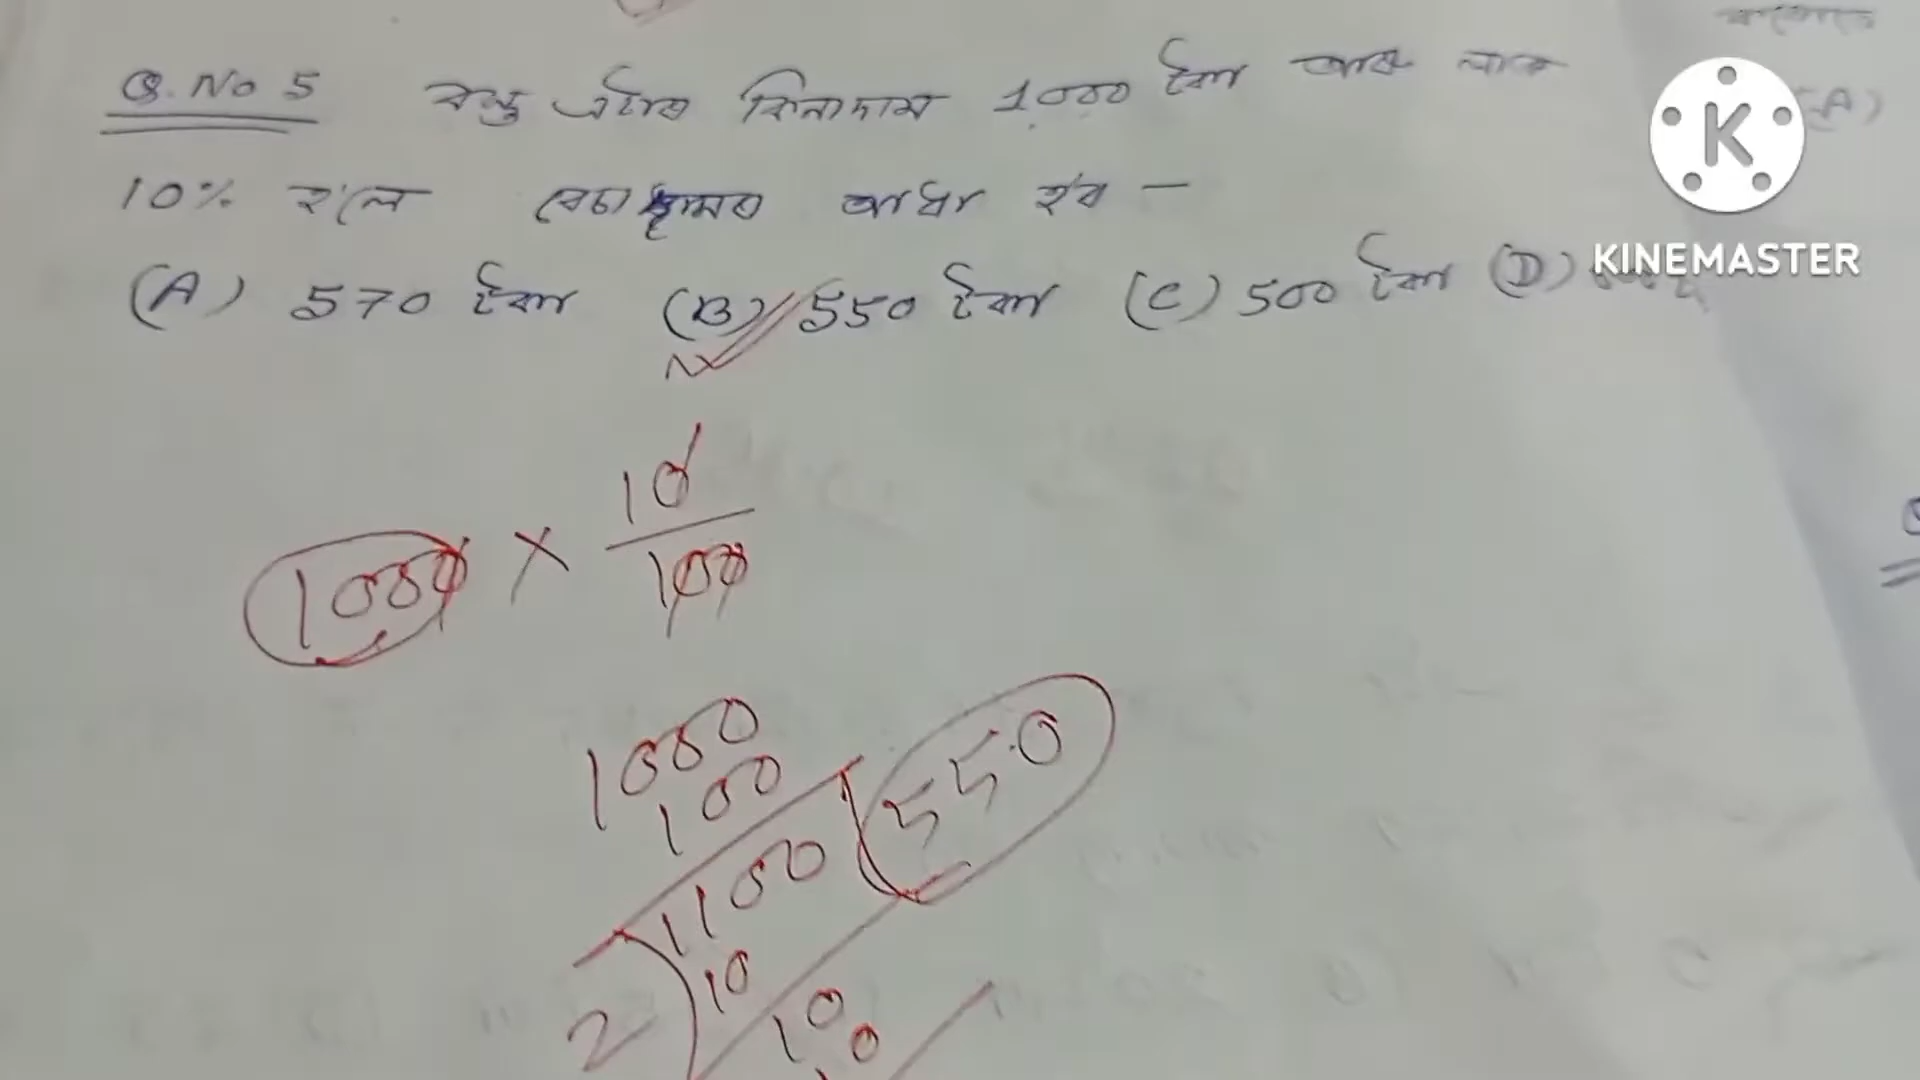 Q. No 5 বস্তু এটাৰ কিনাদাম 1000 টকা আৰু লাভ
10% হ'লে বেচা দামৰ আধা হ'ব —
(A) 570 টকা (B) 550 টকা (C) 500 টকা (D)
(A)
K
KINEMASTER
1000 × 10/100
1000
100
2) 1100 ( 550
10
10
0